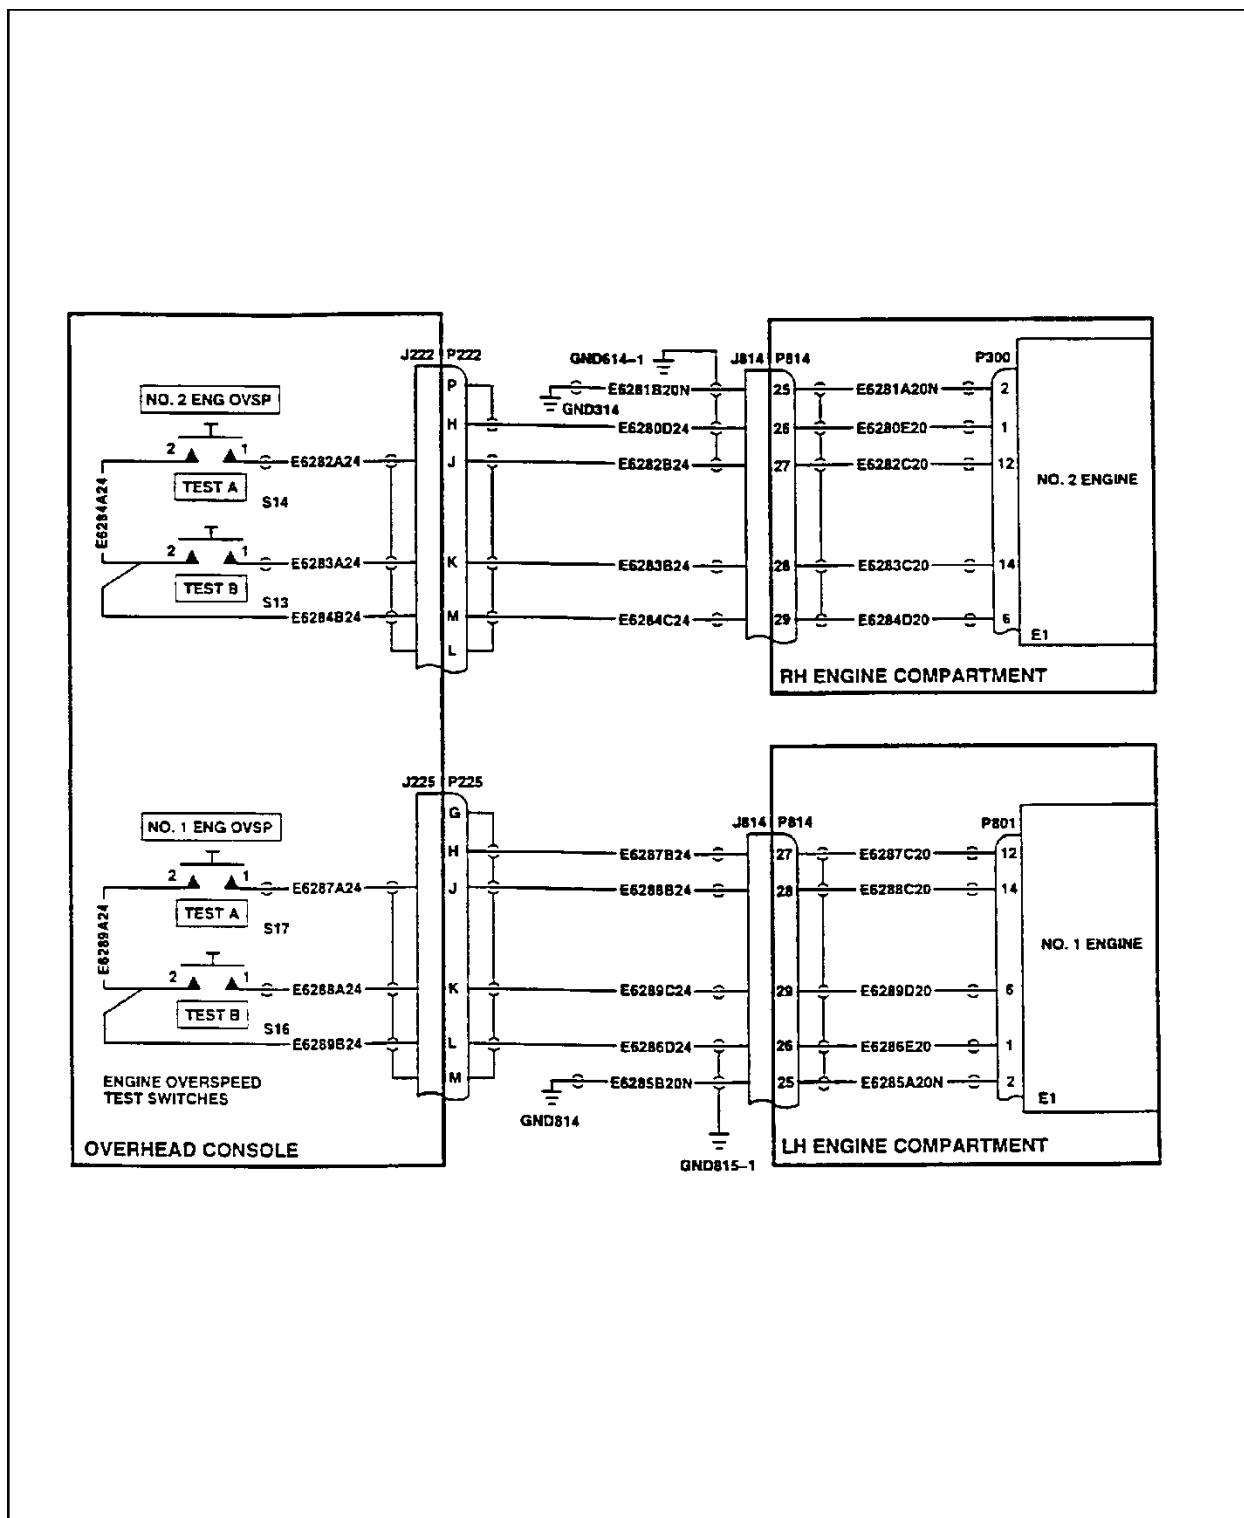 J222 P222
GND614-1
J814 P814
P300
P
E6281B20N
25
E6281A20N
2
NO. 2 ENG OVSP
GND314
H
E6280D24
26
E6280E20
1
2
1
E6282A24
J
E6282B24
27
E6282C20
12
NO. 2 ENGINE
TEST A
S14
E6284A24
2
1
E6283A24
K
E6283B24
28
E6283C20
14
TEST B
S13
E6284B24
M
E6284C24
29
E6284D20
6
E1
L
RH ENGINE COMPARTMENT
J225 P225
G
NO. 1 ENG OVSP
J814 P814
P801
H
E6287B24
27
E6287C20
12
2
1
E6287A24
J
E6288B24
28
E6288C20
14
TEST A
S17
E6289A24
NO. 1 ENGINE
2
1
E6288A24
K
E6289C24
29
E6289D20
6
TEST B
S16
E6289B24
L
E6286D24
26
E6286E20
1
ENGINE OVERSPEED
TEST SWITCHES
M
E6285B20N
25
E6285A20N
2
GND814
E1
OVERHEAD CONSOLE
GND815-1
LH ENGINE COMPARTMENT